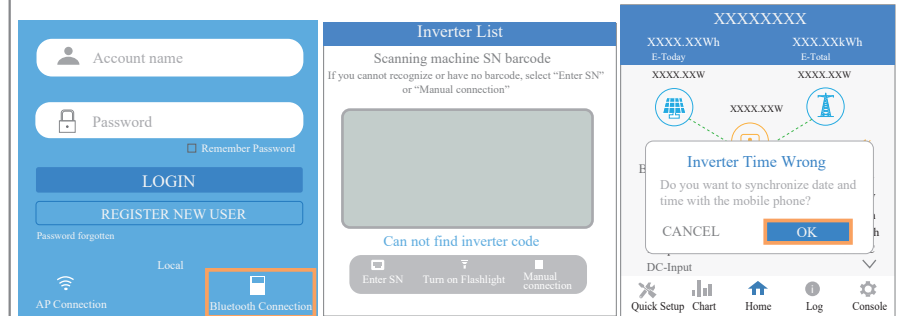 Account name
Password
Remember Password
LOGIN
REGISTER NEW USER
Password forgotten
Local
AP Connection
Bluetooth Connection
Inverter List
Scanning machine SN barcode
If you cannot recognize or have no barcode, select “Enter SN”
or “Manual connection”
Can not find inverter code
Enter SN
Turn on Flashlight
Manual
connection
XXXXXXXX
XXXX.XXWh
XXX.XXkWh
E-Today
E-Total
XXXX.XXW
XXXX.XXW
XXXX.XXW
Inverter Time Wrong
Do you want to synchronize date and
time with the mobile phone?
CANCEL
OK
DC-Input
Quick Setup
Chart
Home
Log
Console